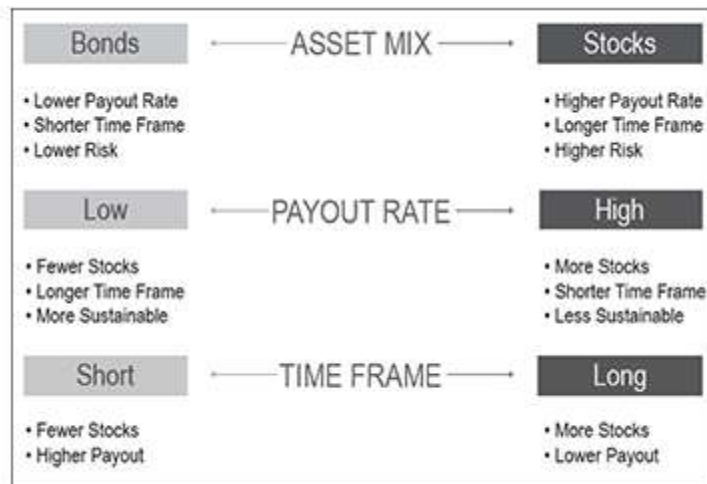 Bonds ASSET MIX Stocks
• Lower Payout Rate
• Shorter Time Frame
• Lower Risk
• Higher Payout Rate
• Longer Time Frame
• Higher Risk
Low PAYOUT RATE High
• Fewer Stocks
• Longer Time Frame
• More Sustainable
• More Stocks
• Shorter Time Frame
• Less Sustainable
Short TIME FRAME Long
• Fewer Stocks
• Higher Payout
• More Stocks
• Lower Payout